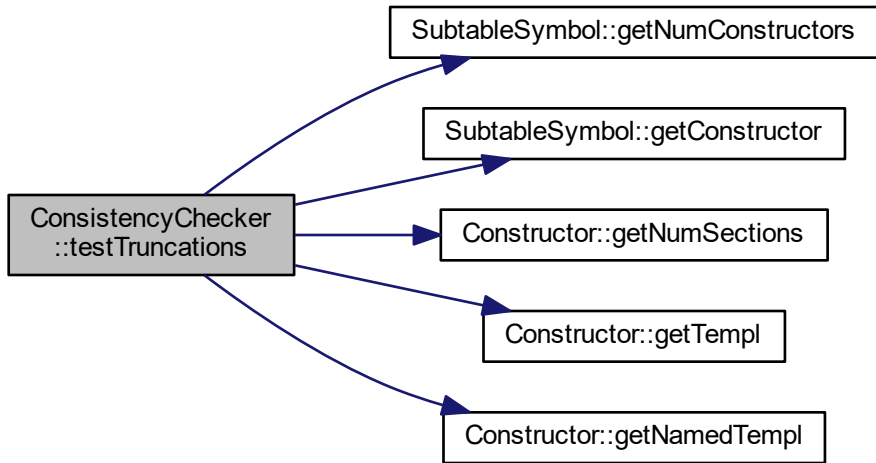 SubtableSymbol::getNumConstructors
SubtableSymbol::getConstructor
ConsistencyChecker
::testTruncations
Constructor::getNumSections
Constructor::getTempl
Constructor::getNamedTempl